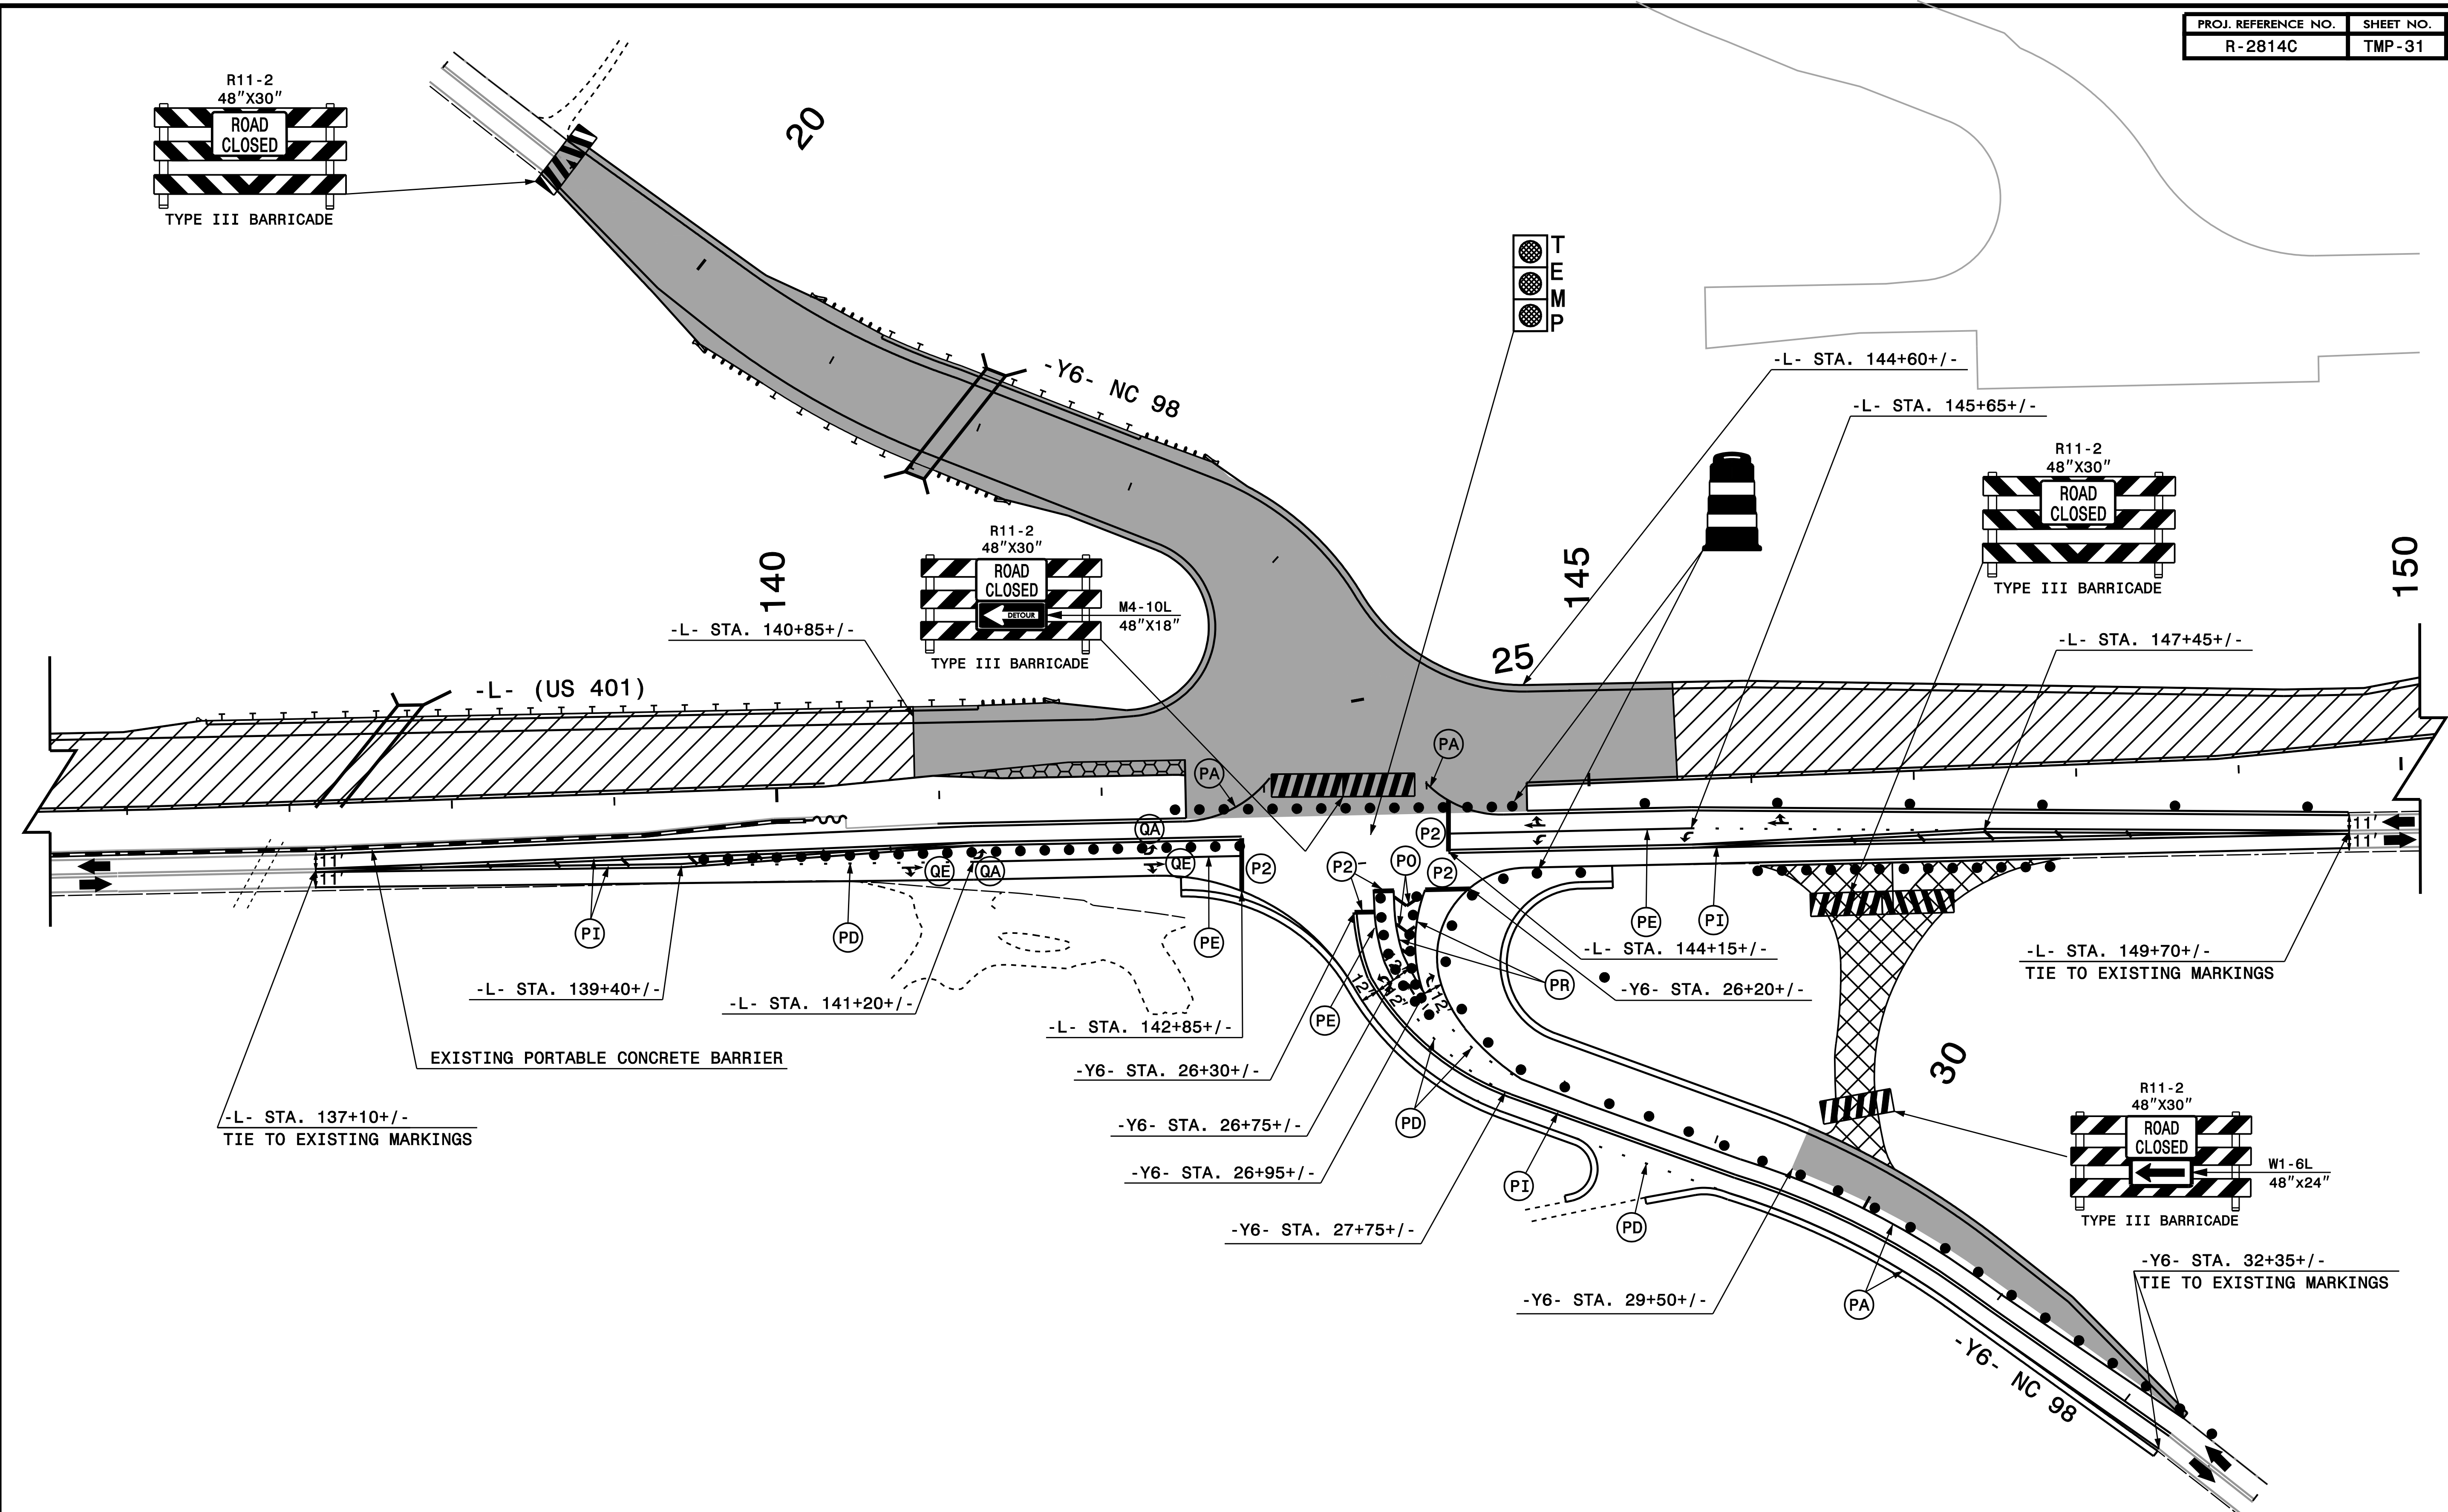 PROJ. REFERENCE NO.
SHEET NO.
R-2814C
TMP-31
R11-2
48"X30"
ROAD
CLOSED
TYPE III BARRICADE
20
T
E
M
P
-Y6- NC 98
-L- STA. 144+60+/-
-L- STA. 145+65+/-
R11-2
48"X30"
ROAD
CLOSED
TYPE III BARRICADE
R11-2
48"X30"
ROAD
CLOSED
DETOUR
M4-10L
48"X18"
TYPE III BARRICADE
140
145
150
-L- STA. 140+85+/-
-L- STA. 147+45+/-
25
-L- (US 401)
PA
PA
QA
P2
11'
11'
11'
11'
QE
QA
QE
P2
P2
PO
P2
PI
PD
PE
PE
PI
-L- STA. 144+15+/-
-L- STA. 149+70+/-
TIE TO EXISTING MARKINGS
-L- STA. 139+40+/-
-L- STA. 141+20+/-
PR
-Y6- STA. 26+20+/-
12'
12'
12'
12'
PE
-L- STA. 142+85+/-
EXISTING PORTABLE CONCRETE BARRIER
-Y6- STA. 26+30+/-
30
-L- STA. 137+10+/-
TIE TO EXISTING MARKINGS
-Y6- STA. 26+75+/-
PD
R11-2
48"X30"
ROAD
CLOSED
W1-6L
48"x24"
TYPE III BARRICADE
-Y6- STA. 26+95+/-
PI
-Y6- STA. 27+75+/-
PD
-Y6- STA. 32+35+/-
TIE TO EXISTING MARKINGS
-Y6- STA. 29+50+/-
PA
-Y6- NC 98